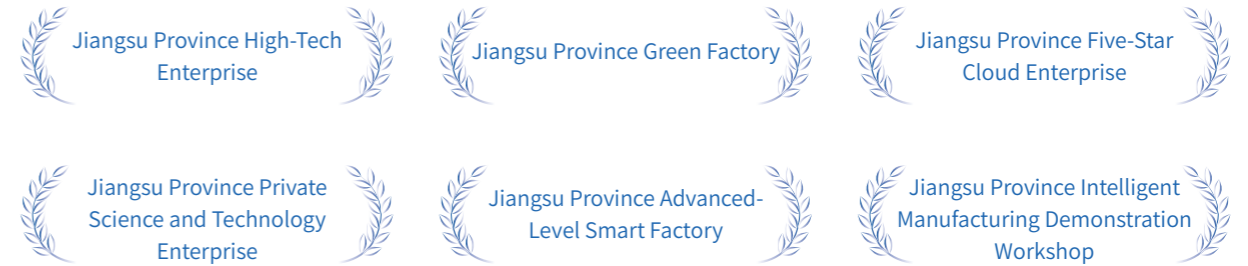 Jiangsu Province High-Tech
Enterprise
Jiangsu Province Green Factory
Jiangsu Province Five-Star
Cloud Enterprise
Jiangsu Province Private
Science and Technology
Enterprise
Jiangsu Province Advanced-
Level Smart Factory
Jiangsu Province Intelligent
Manufacturing Demonstration
Workshop